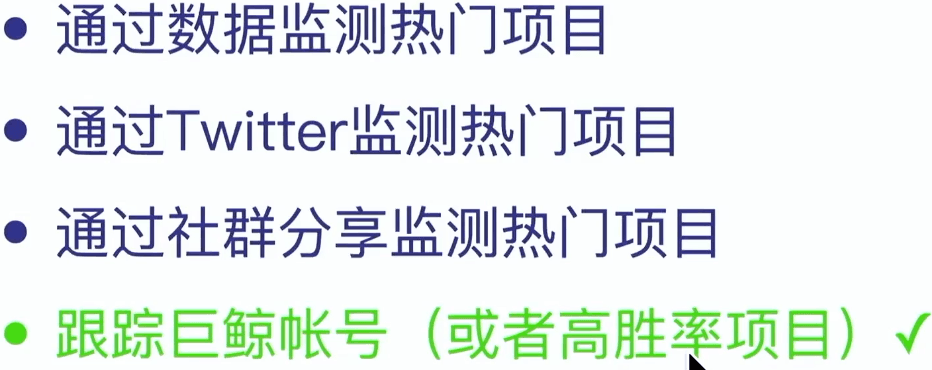 • 通过数据监测热门项目
• 通过Twitter监测热门项目
• 通过社群分享监测热门项目
• 跟踪巨鲸帐号（或者高胜率项目）✓